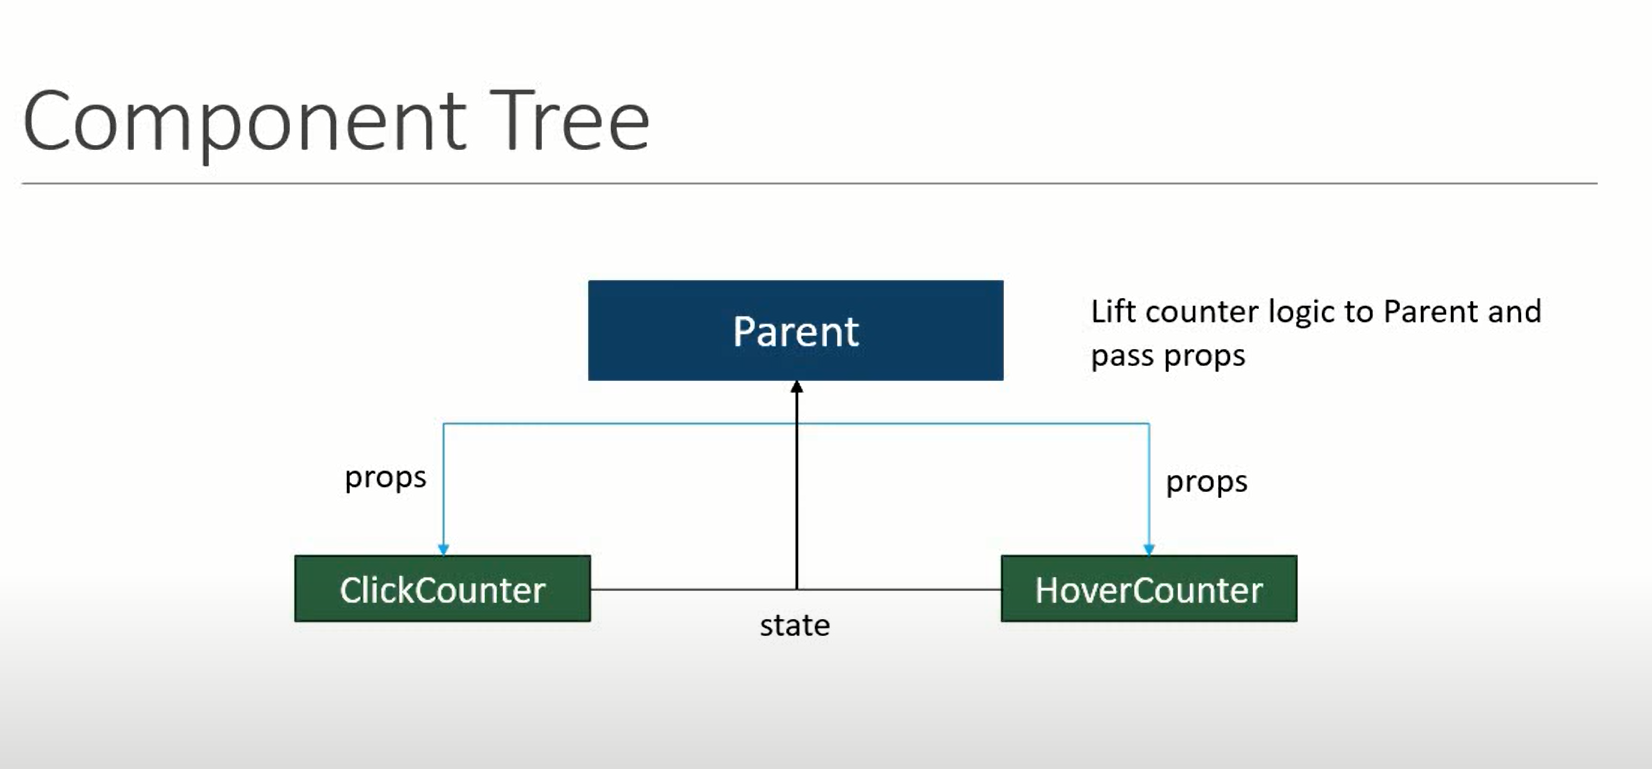 Component Tree
Parent
Lift counter logic to Parent and
pass props
props
props
ClickCounter
HoverCounter
state